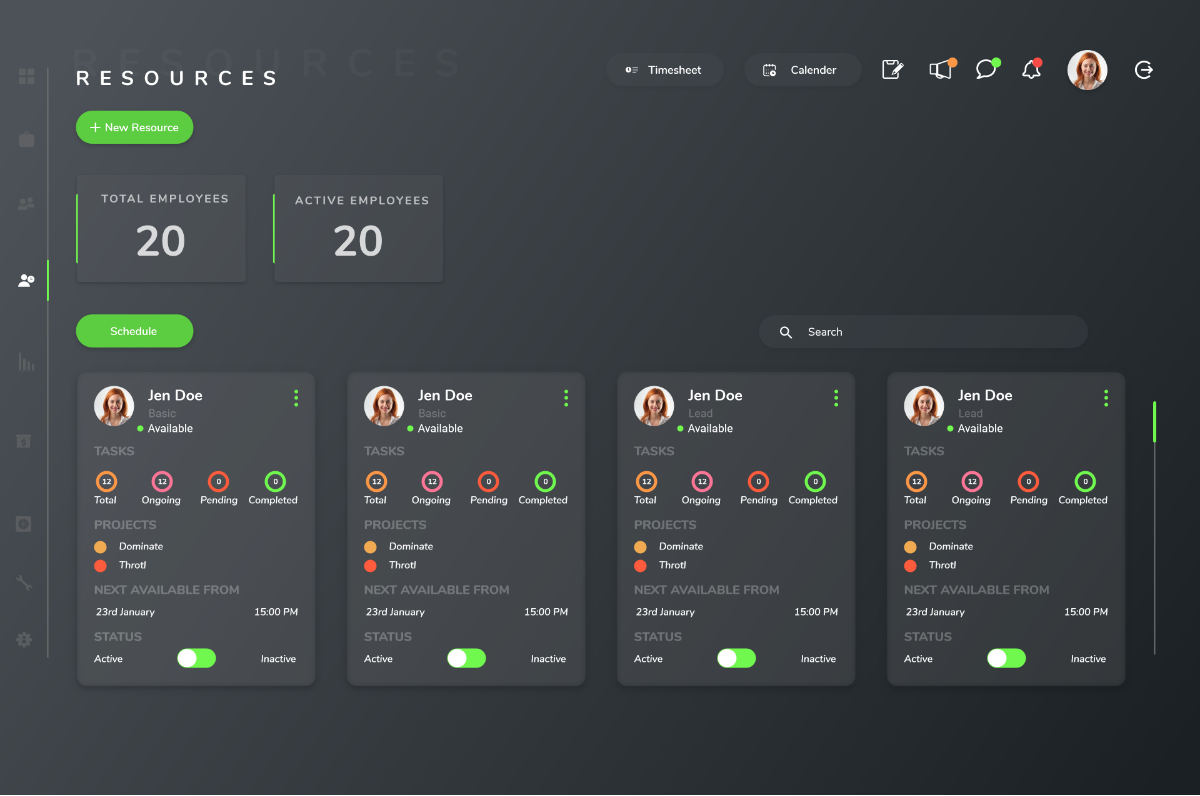 RESOURCES
RESOURCES
Timesheet
Calender
+ New Resource
TOTAL EMPLOYEES
20
ACTIVE EMPLOYEES
20
Schedule
Search
Jen Doe
Basic
Available
TASKS
12 12 0 0
Total Ongoing Pending Completed
PROJECTS
Dominate
Throtl
NEXT AVAILABLE FROM
23rd January 15:00 PM
STATUS
Active Inactive
Jen Doe
Basic
Available
TASKS
12 12 0 0
Total Ongoing Pending Completed
PROJECTS
Dominate
Throtl
NEXT AVAILABLE FROM
23rd January 15:00 PM
STATUS
Active Inactive
Jen Doe
Lead
Available
TASKS
12 12 0 0
Total Ongoing Pending Completed
PROJECTS
Dominate
Throtl
NEXT AVAILABLE FROM
23rd January 15:00 PM
STATUS
Active Inactive
Jen Doe
Lead
Available
TASKS
12 12 0 0
Total Ongoing Pending Completed
PROJECTS
Dominate
Throtl
NEXT AVAILABLE FROM
23rd January 15:00 PM
STATUS
Active Inactive